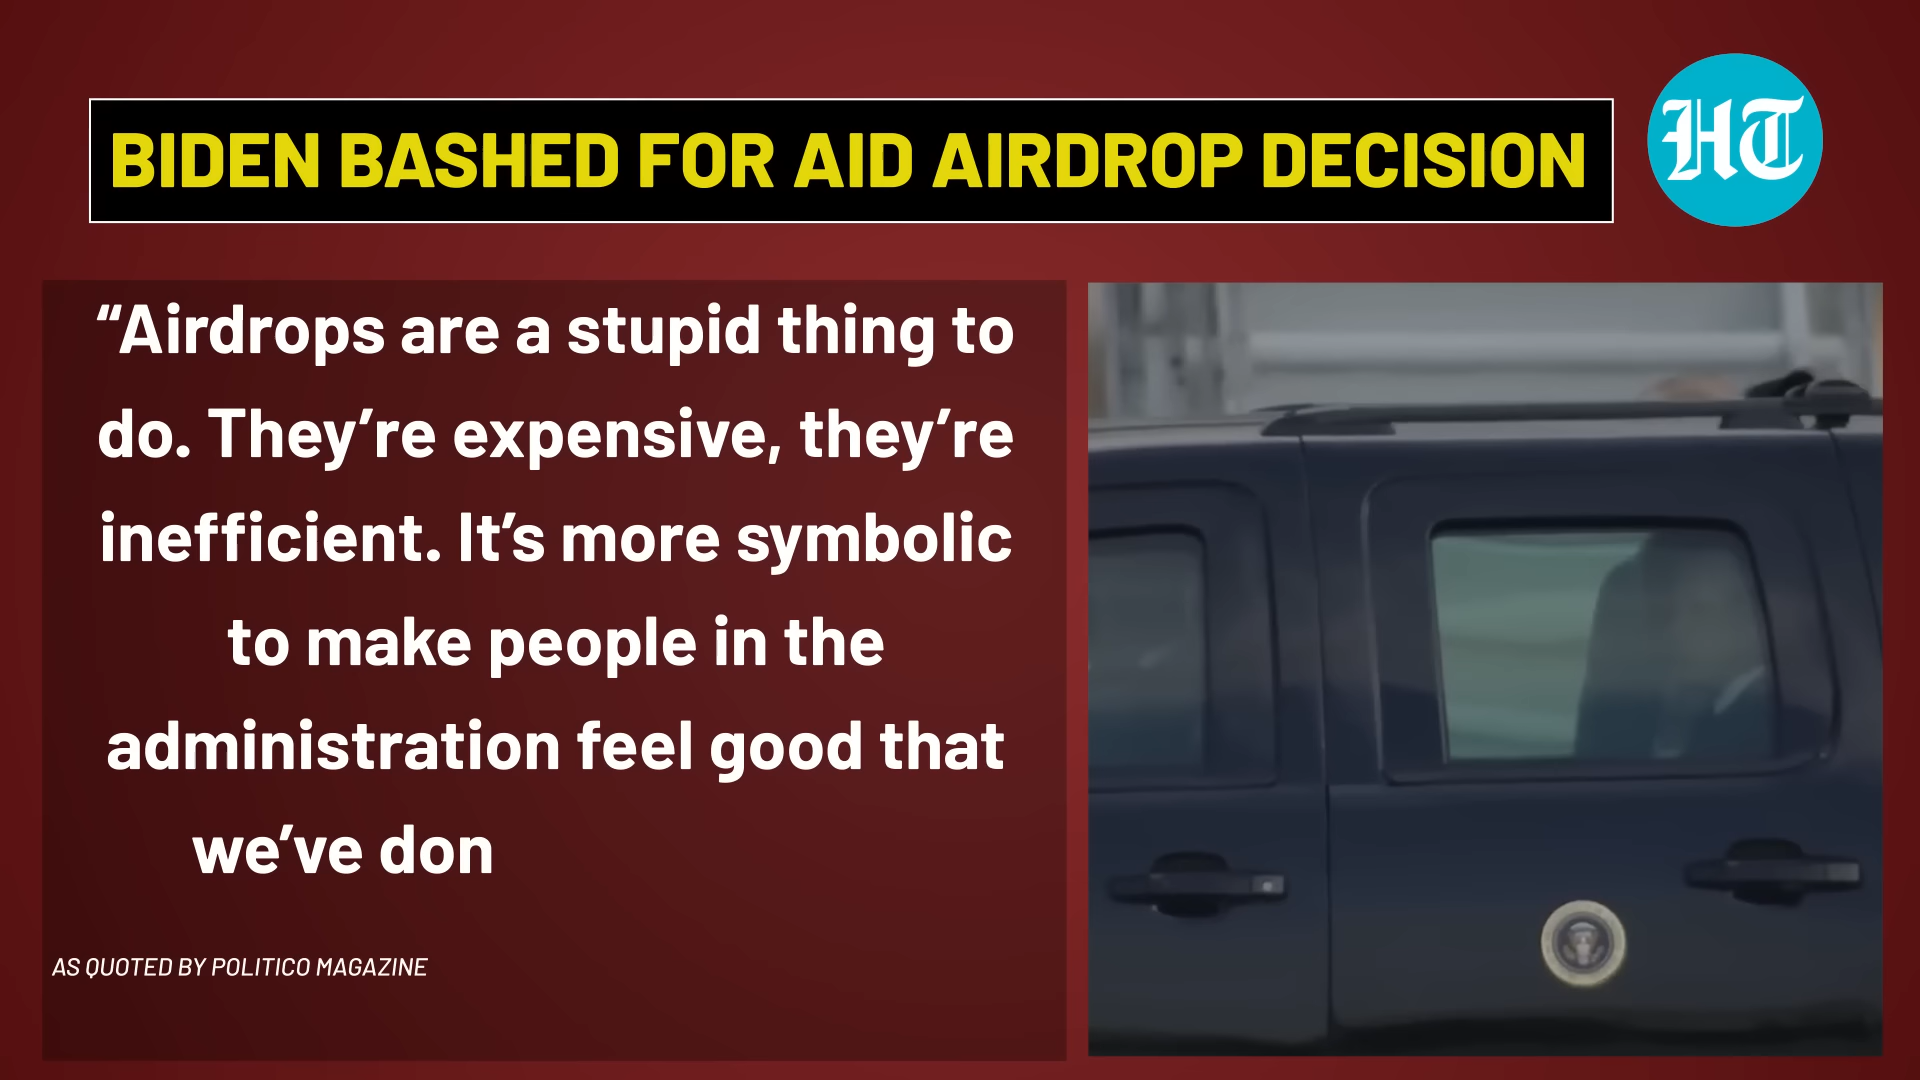 BIDEN BASHED FOR AID AIRDROP DECISION
HT
“Airdrops are a stupid thing to
do. They’re expensive, they’re
inefficient. It’s more symbolic
to make people in the
administration feel good that
we’ve don
AS QUOTED BY POLITICO MAGAZINE